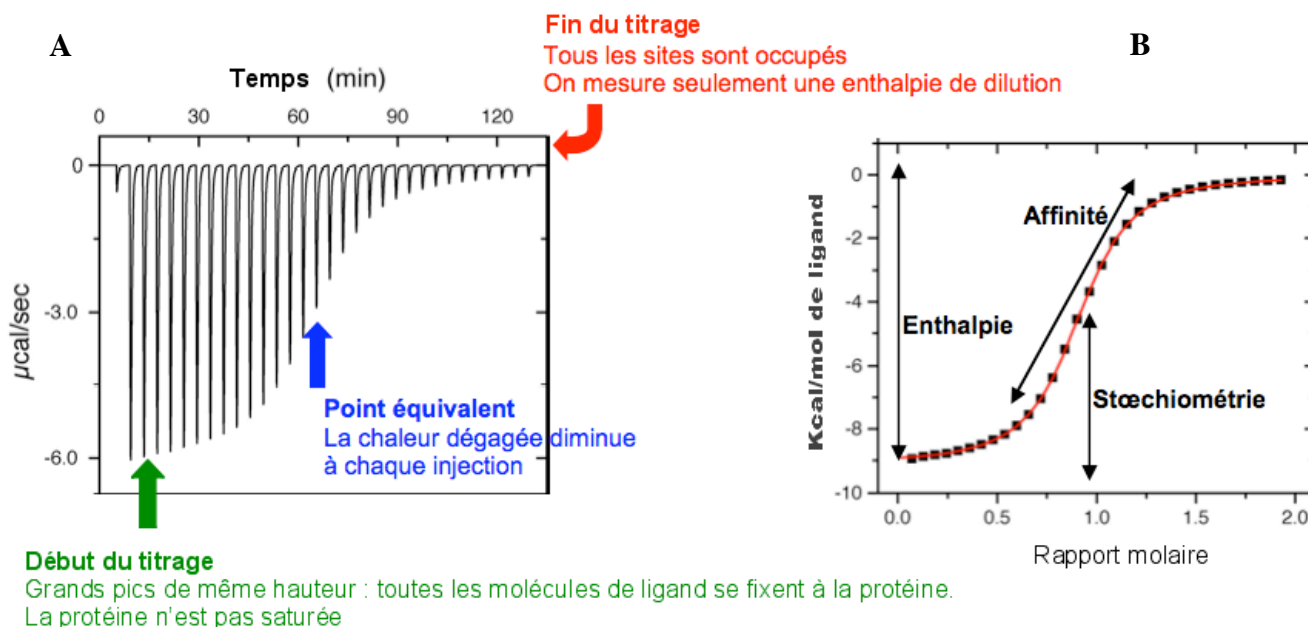 A
Fin du titrage
Tous les sites sont occupés
On mesure seulement une enthalpie de dilution
B
Temps (min)
0 30 60 90 120
0
-3.0
-6.0
µcal/sec
Point équivalent
La chaleur dégagée diminue
à chaque injection
Début du titrage
Grands pics de même hauteur : toutes les molécules de ligand se fixent à la protéine.
La protéine n'est pas saturée
Kcal/mol de ligand
0
-2
-4
-6
-8
-10
Affinité
Enthalpie
Stœchiométrie
0.0 0.5 1.0 1.5 2.0
Rapport molaire